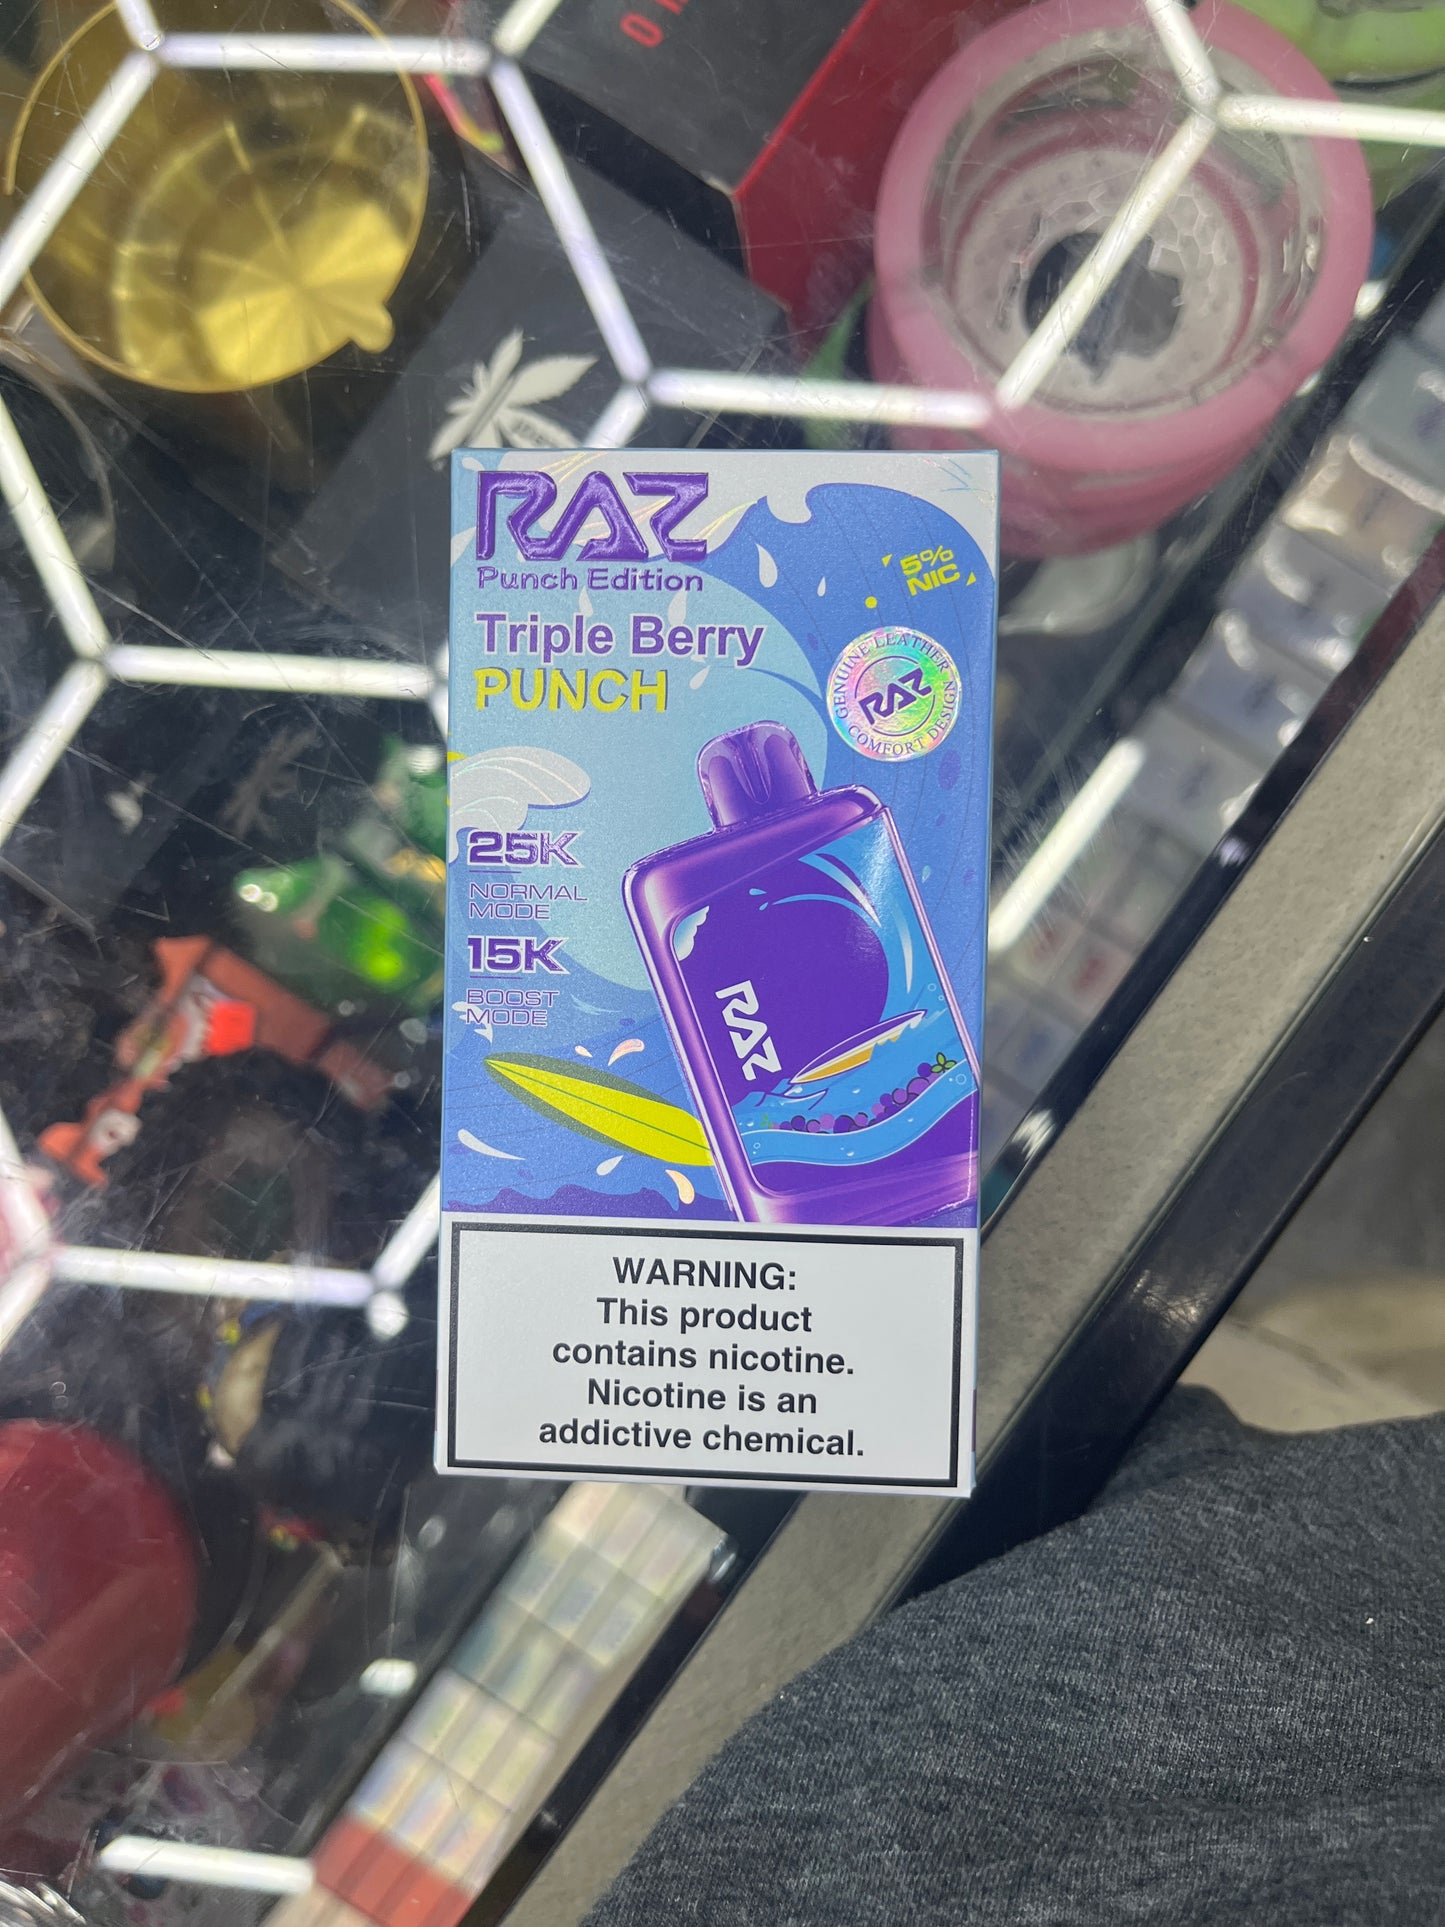 RAZ
Punch Edition
5%
NIC
Triple Berry
PUNCH
GENUINE LEATHER
RAZ
COMFORT DESIGN
25K
NORMAL
MODE
15K
BOOST
MODE
RAZ
WARNING:
This product
contains nicotine.
Nicotine is an
addictive chemical.